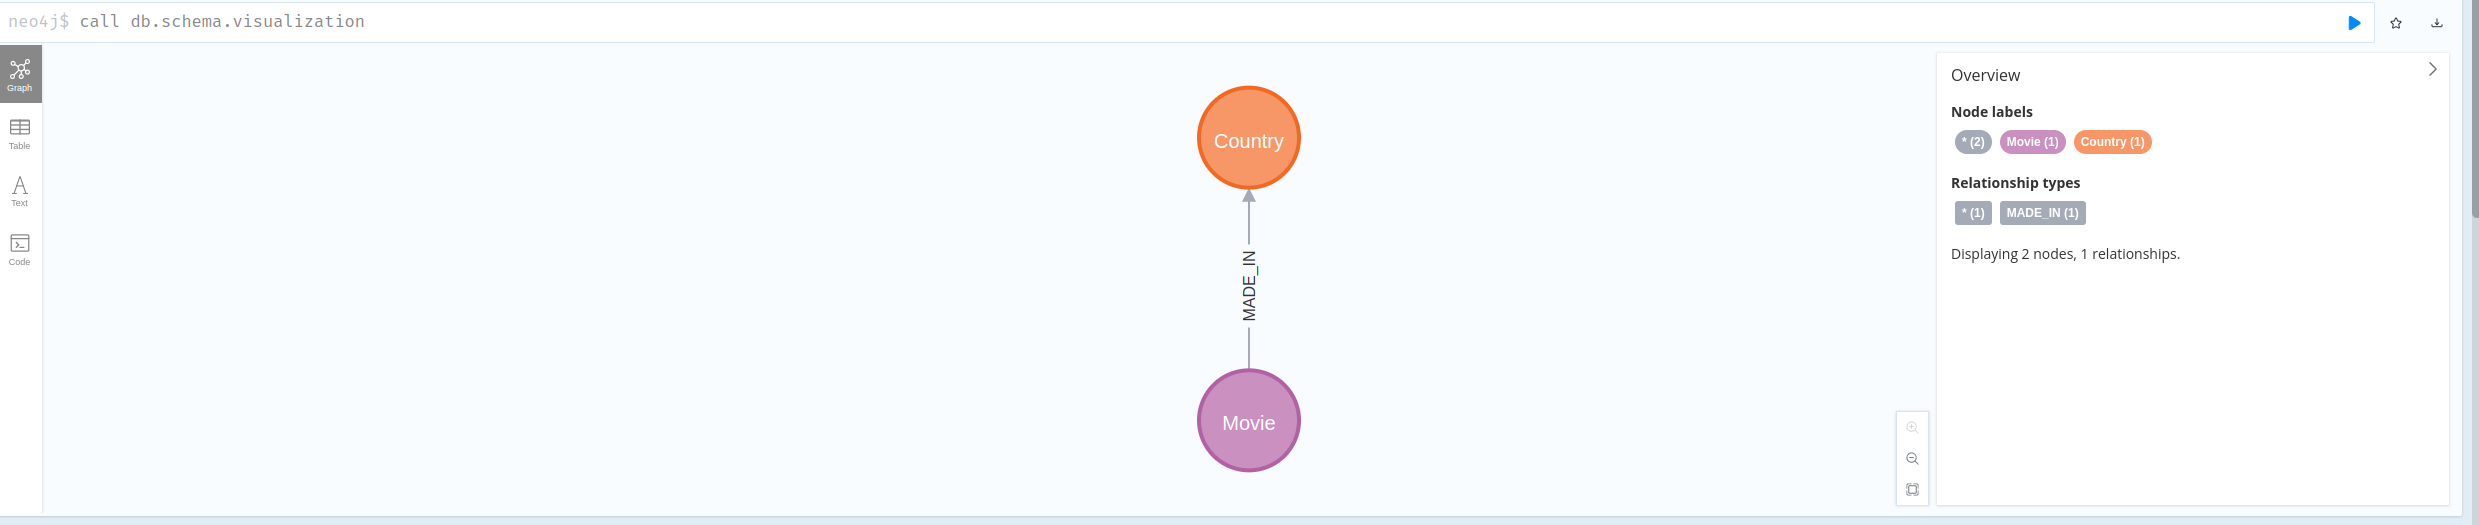 neo4j$ call db.schema.visualization
Graph
Table
Text
Code
Country
MADE_IN
Movie
Overview
Node labels
* (2) Movie (1) Country (1)
Relationship types
* (1) MADE_IN (1)
Displaying 2 nodes, 1 relationships.